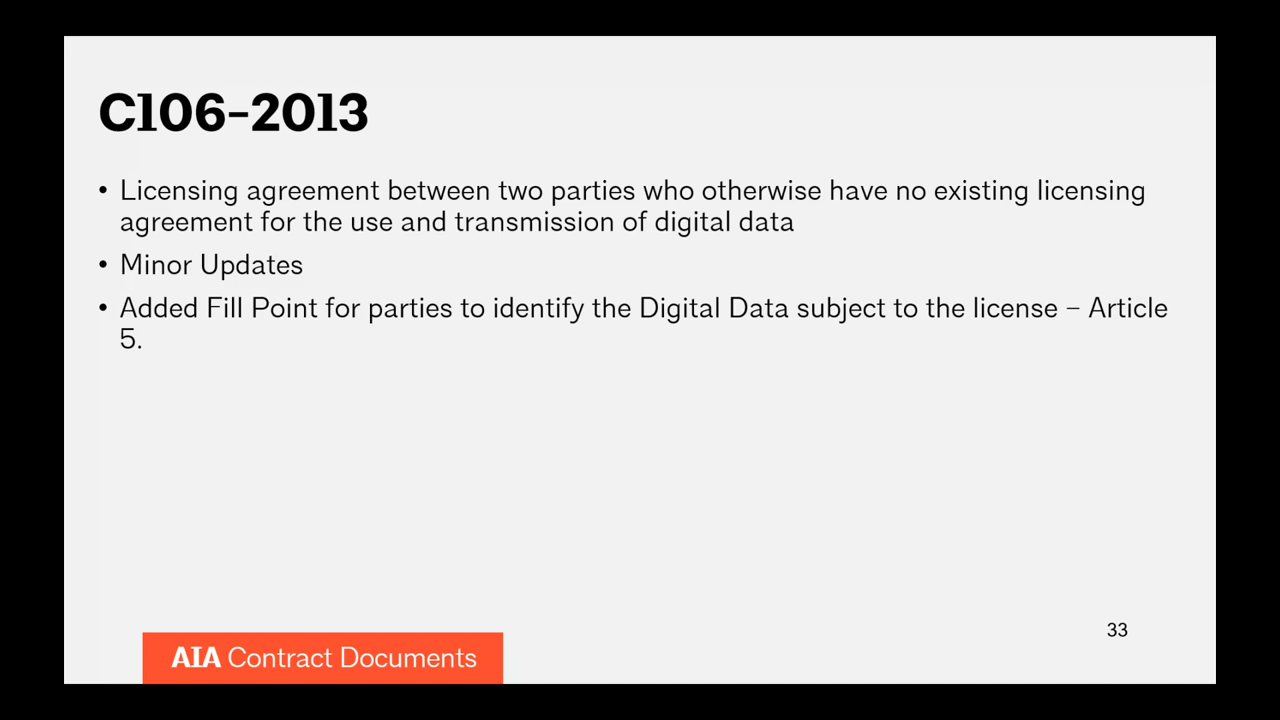 C106–2013
• Licensing agreement between two parties who otherwise have no existing licensing
agreement for the use and transmission of digital data
• Minor Updates
• Added Fill Point for parties to identify the Digital Data subject to the license – Article
5.
33
AIA Contract Documents